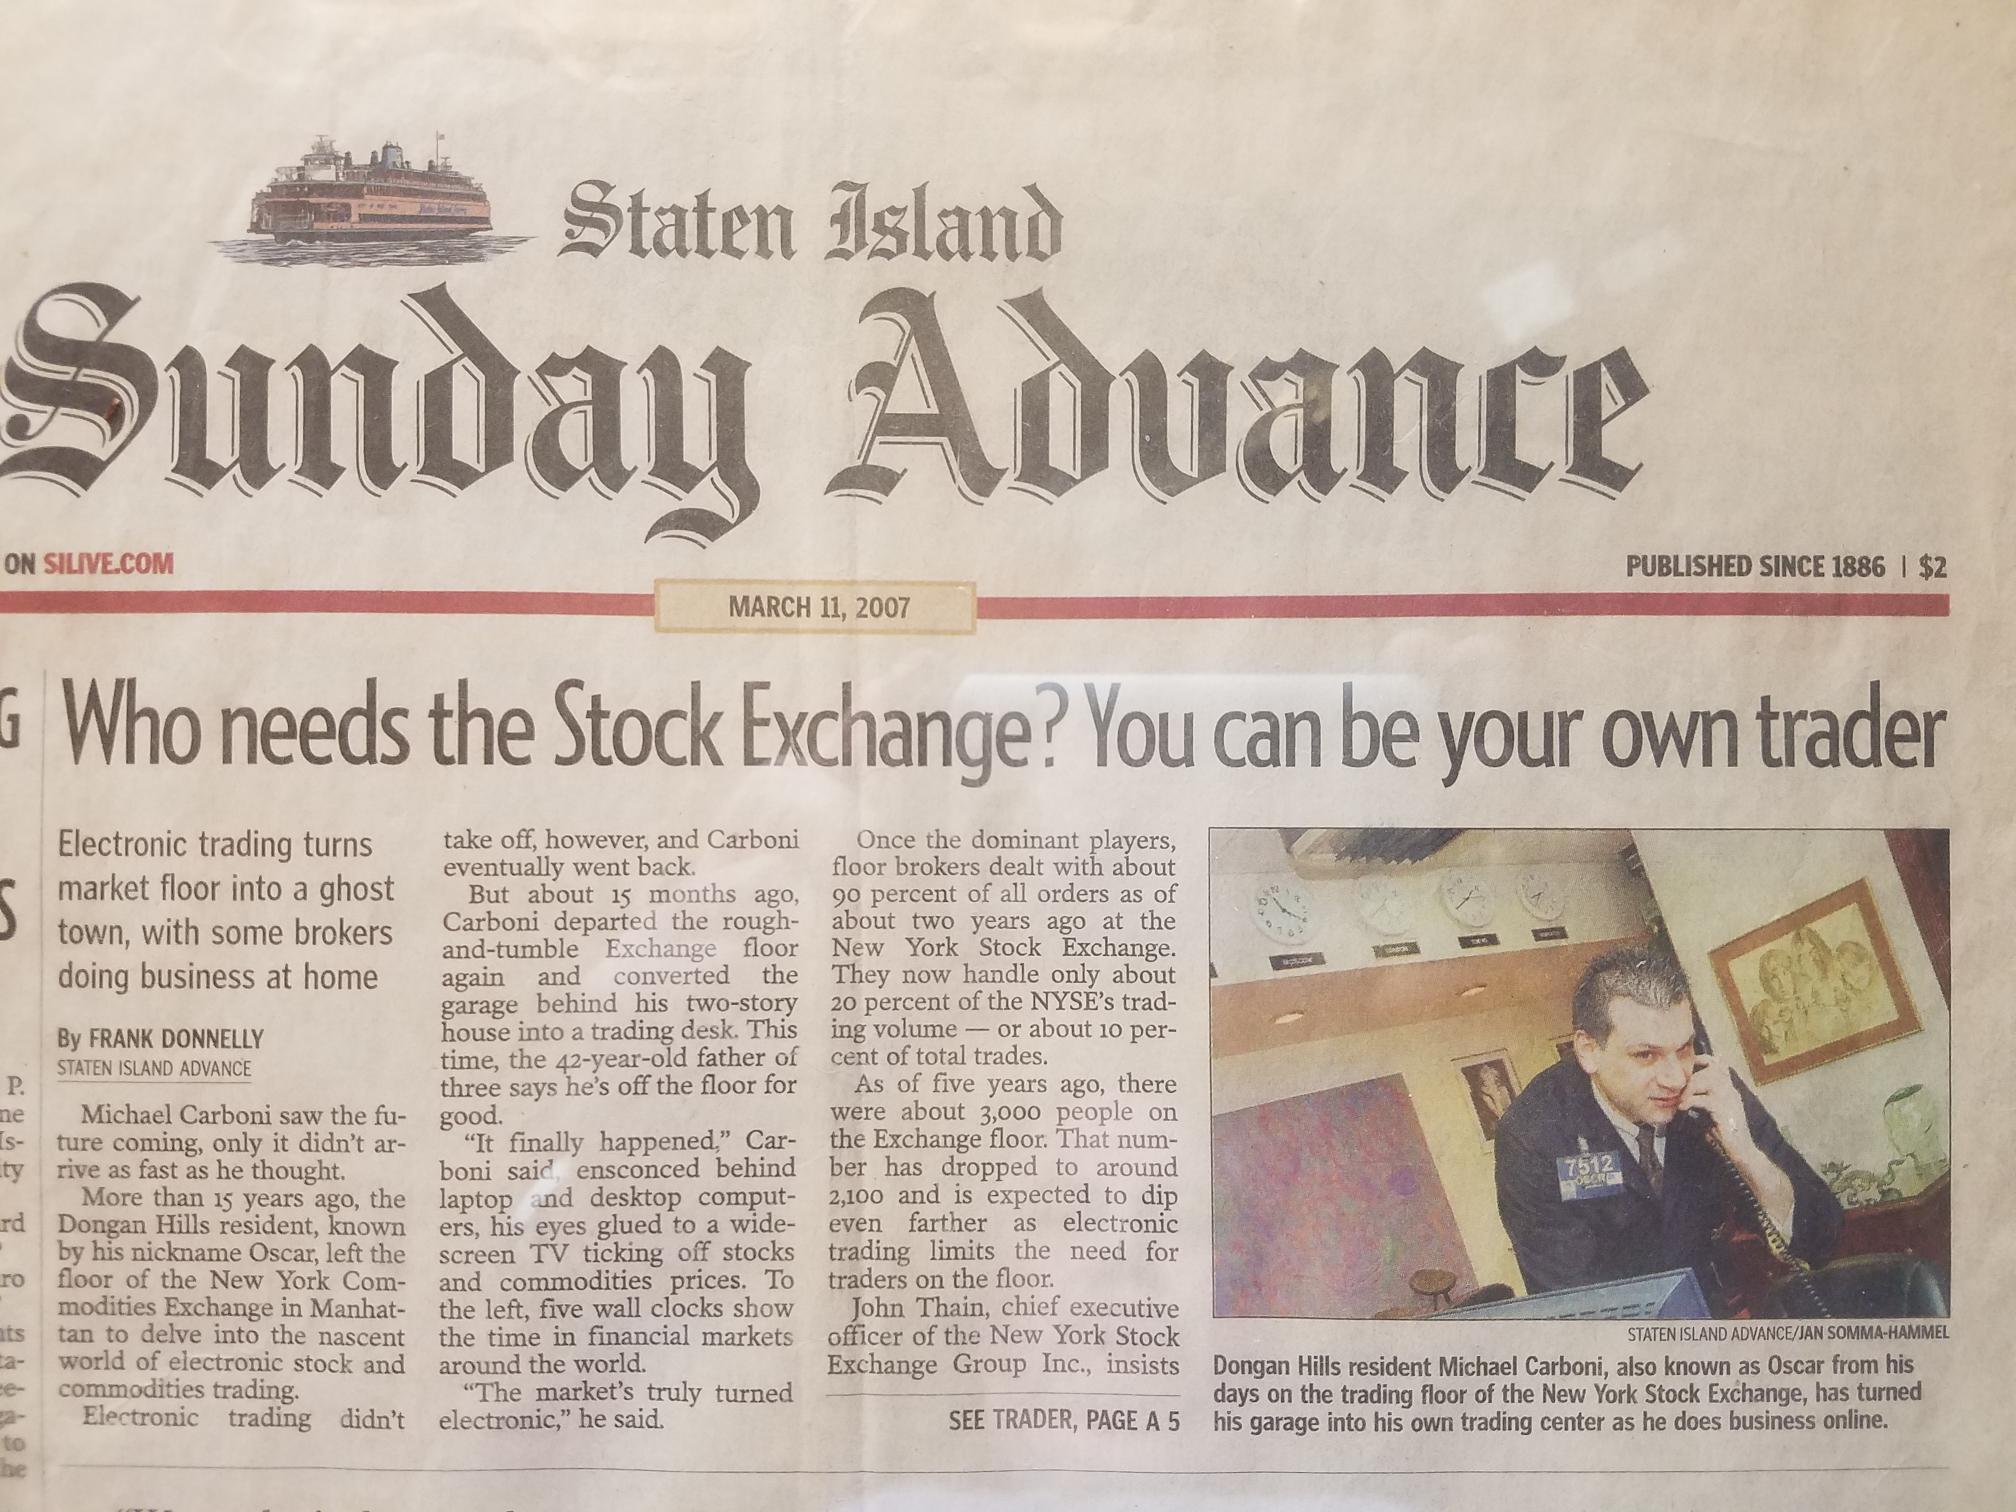 Staten Island
Sunday Advance
ON SILIVE.COM
PUBLISHED SINCE 1886 | $2
MARCH 11, 2007
G
S
P.
ne
Is-
ty
rd
ro
nts
ta-
ce-
ga-
to
he
Who needs the Stock Exchange? You can be your own trader
Electronic trading turns
market floor into a ghost
town, with some brokers
doing business at home
By FRANK DONNELLY
STATEN ISLAND ADVANCE
Michael Carboni saw the fu-
ture coming, only it didn't ar-
rive as fast as he thought.
More than 15 years ago, the
Dongan Hills resident, known
by his nickname Oscar, left the
floor of the New York Com-
modities Exchange in Manhat-
tan to delve into the nascent
world of electronic stock and
commodities trading.
Electronic trading didn't
take off, however, and Carboni
eventually went back.
But about 15 months ago,
Carboni departed the rough-
and-tumble Exchange floor
again and converted the
garage behind his two-story
house into a trading desk. This
time, the 42-year-old father of
three says he's off the floor for
good.
"It finally happened," Car-
boni said, ensconced behind
laptop and desktop comput-
ers, his eyes glued to a wide-
screen TV ticking off stocks
and commodities prices. To
the left, five wall clocks show
the time in financial markets
around the world.
"The market's truly turned
electronic," he said.
Once the dominant players,
floor brokers dealt with about
90 percent of all orders as of
about two years ago at the
New York Stock Exchange.
They now handle only about
20 percent of the NYSE's trad-
ing volume — or about 10 per-
cent of total trades.
As of five years ago, there
were about 3,000 people on
the Exchange floor. That num-
ber has dropped to around
2,100 and is expected to dip
even farther as electronic
trading limits the need for
traders on the floor.
John Thain, chief executive
officer of the New York Stock
Exchange Group Inc., insists
SEE TRADER, PAGE A 5
7512
OSCR
STATEN ISLAND ADVANCE/JAN SOMMA-HAMMEL
Dongan Hills resident Michael Carboni, also known as Oscar from his
days on the trading floor of the New York Stock Exchange, has turned
his garage into his own trading center as he does business online.